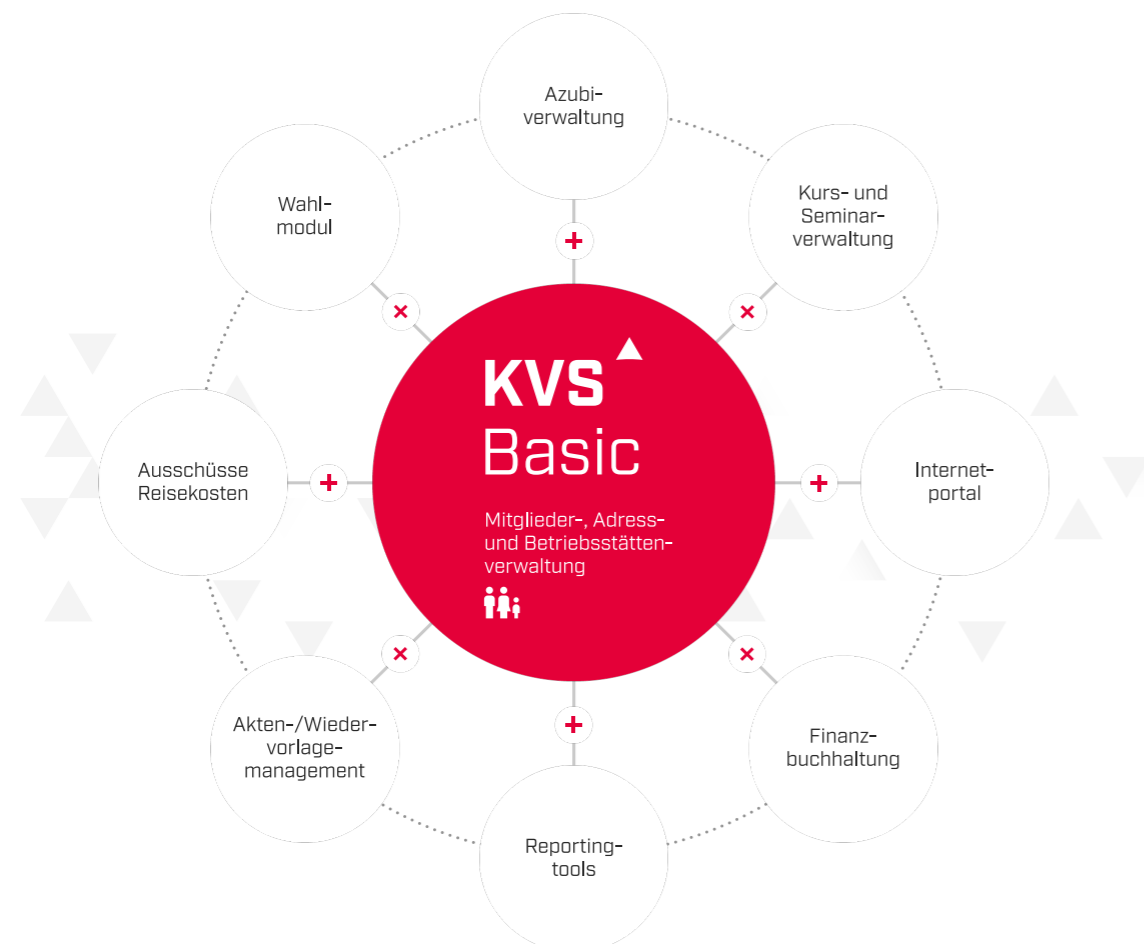 Azubi-
verwaltung
Kurs- und
Seminar-
verwaltung
Wahl-
modul
KVS
Basic
Mitglieder-, Adress-
und Betriebsstätten-
verwaltung
Ausschüsse
Reisekosten
Internet-
portal
Akten-/Wieder-
vorlage-
management
Finanz-
buchhaltung
Reporting-
tools